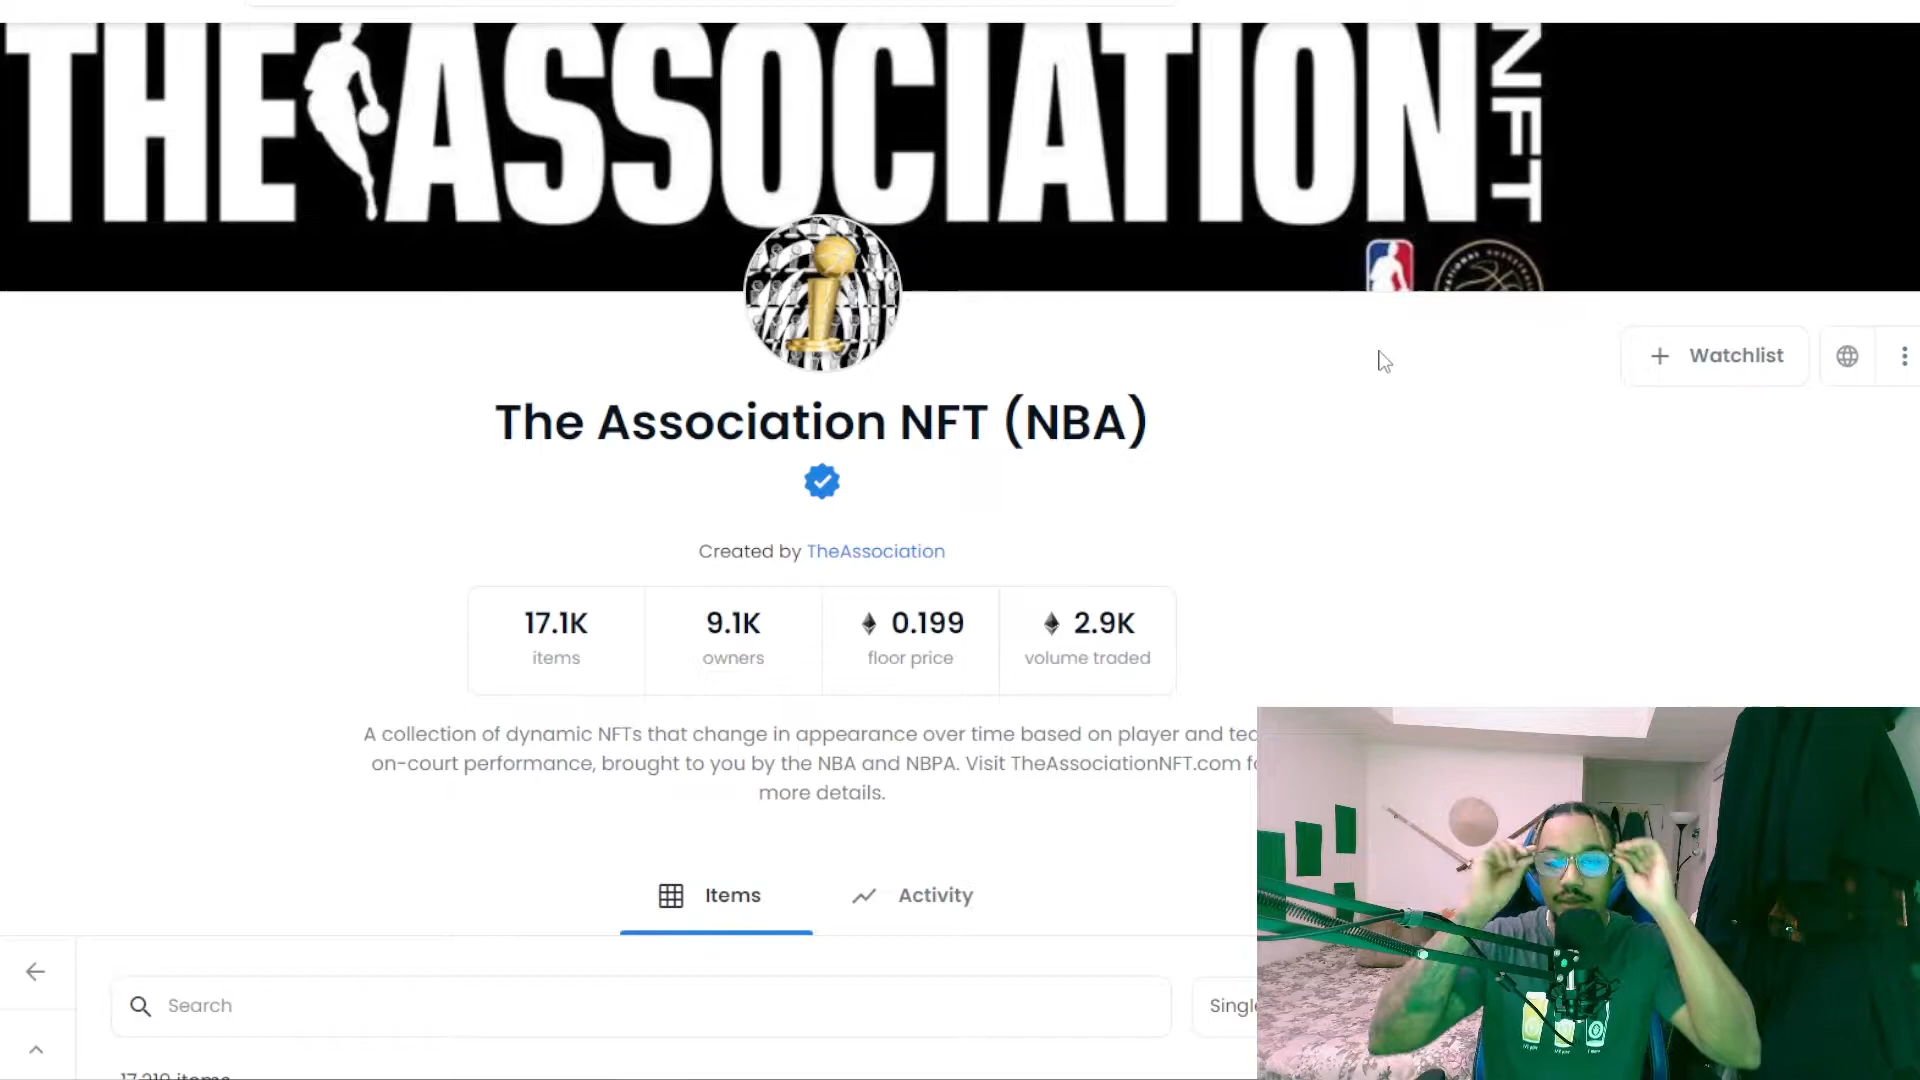 THE ASSOCIATION NFT
Watchlist
The Association NFT (NBA)
Created by TheAssociation
17.1K
items
9.1K
owners
0.199
floor price
2.9K
volume traded
A collection of dynamic NFTs that change in appearance over time based on player and
on-court performance, brought to you by the NBA and NBPA. Visit TheAssociationNFT.com
more details.
Items
Activity
Search